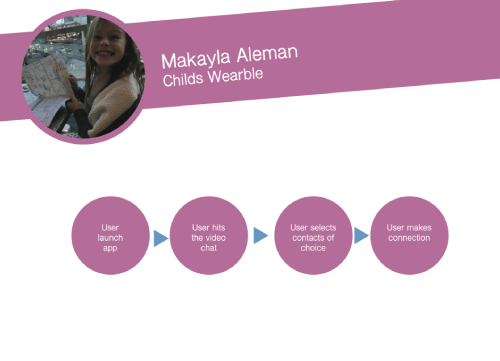 Makayla Aleman
Childs Wearble
User
launch
app
User hits
the video
chat
User selects
contacts of
choice
User makes
connection